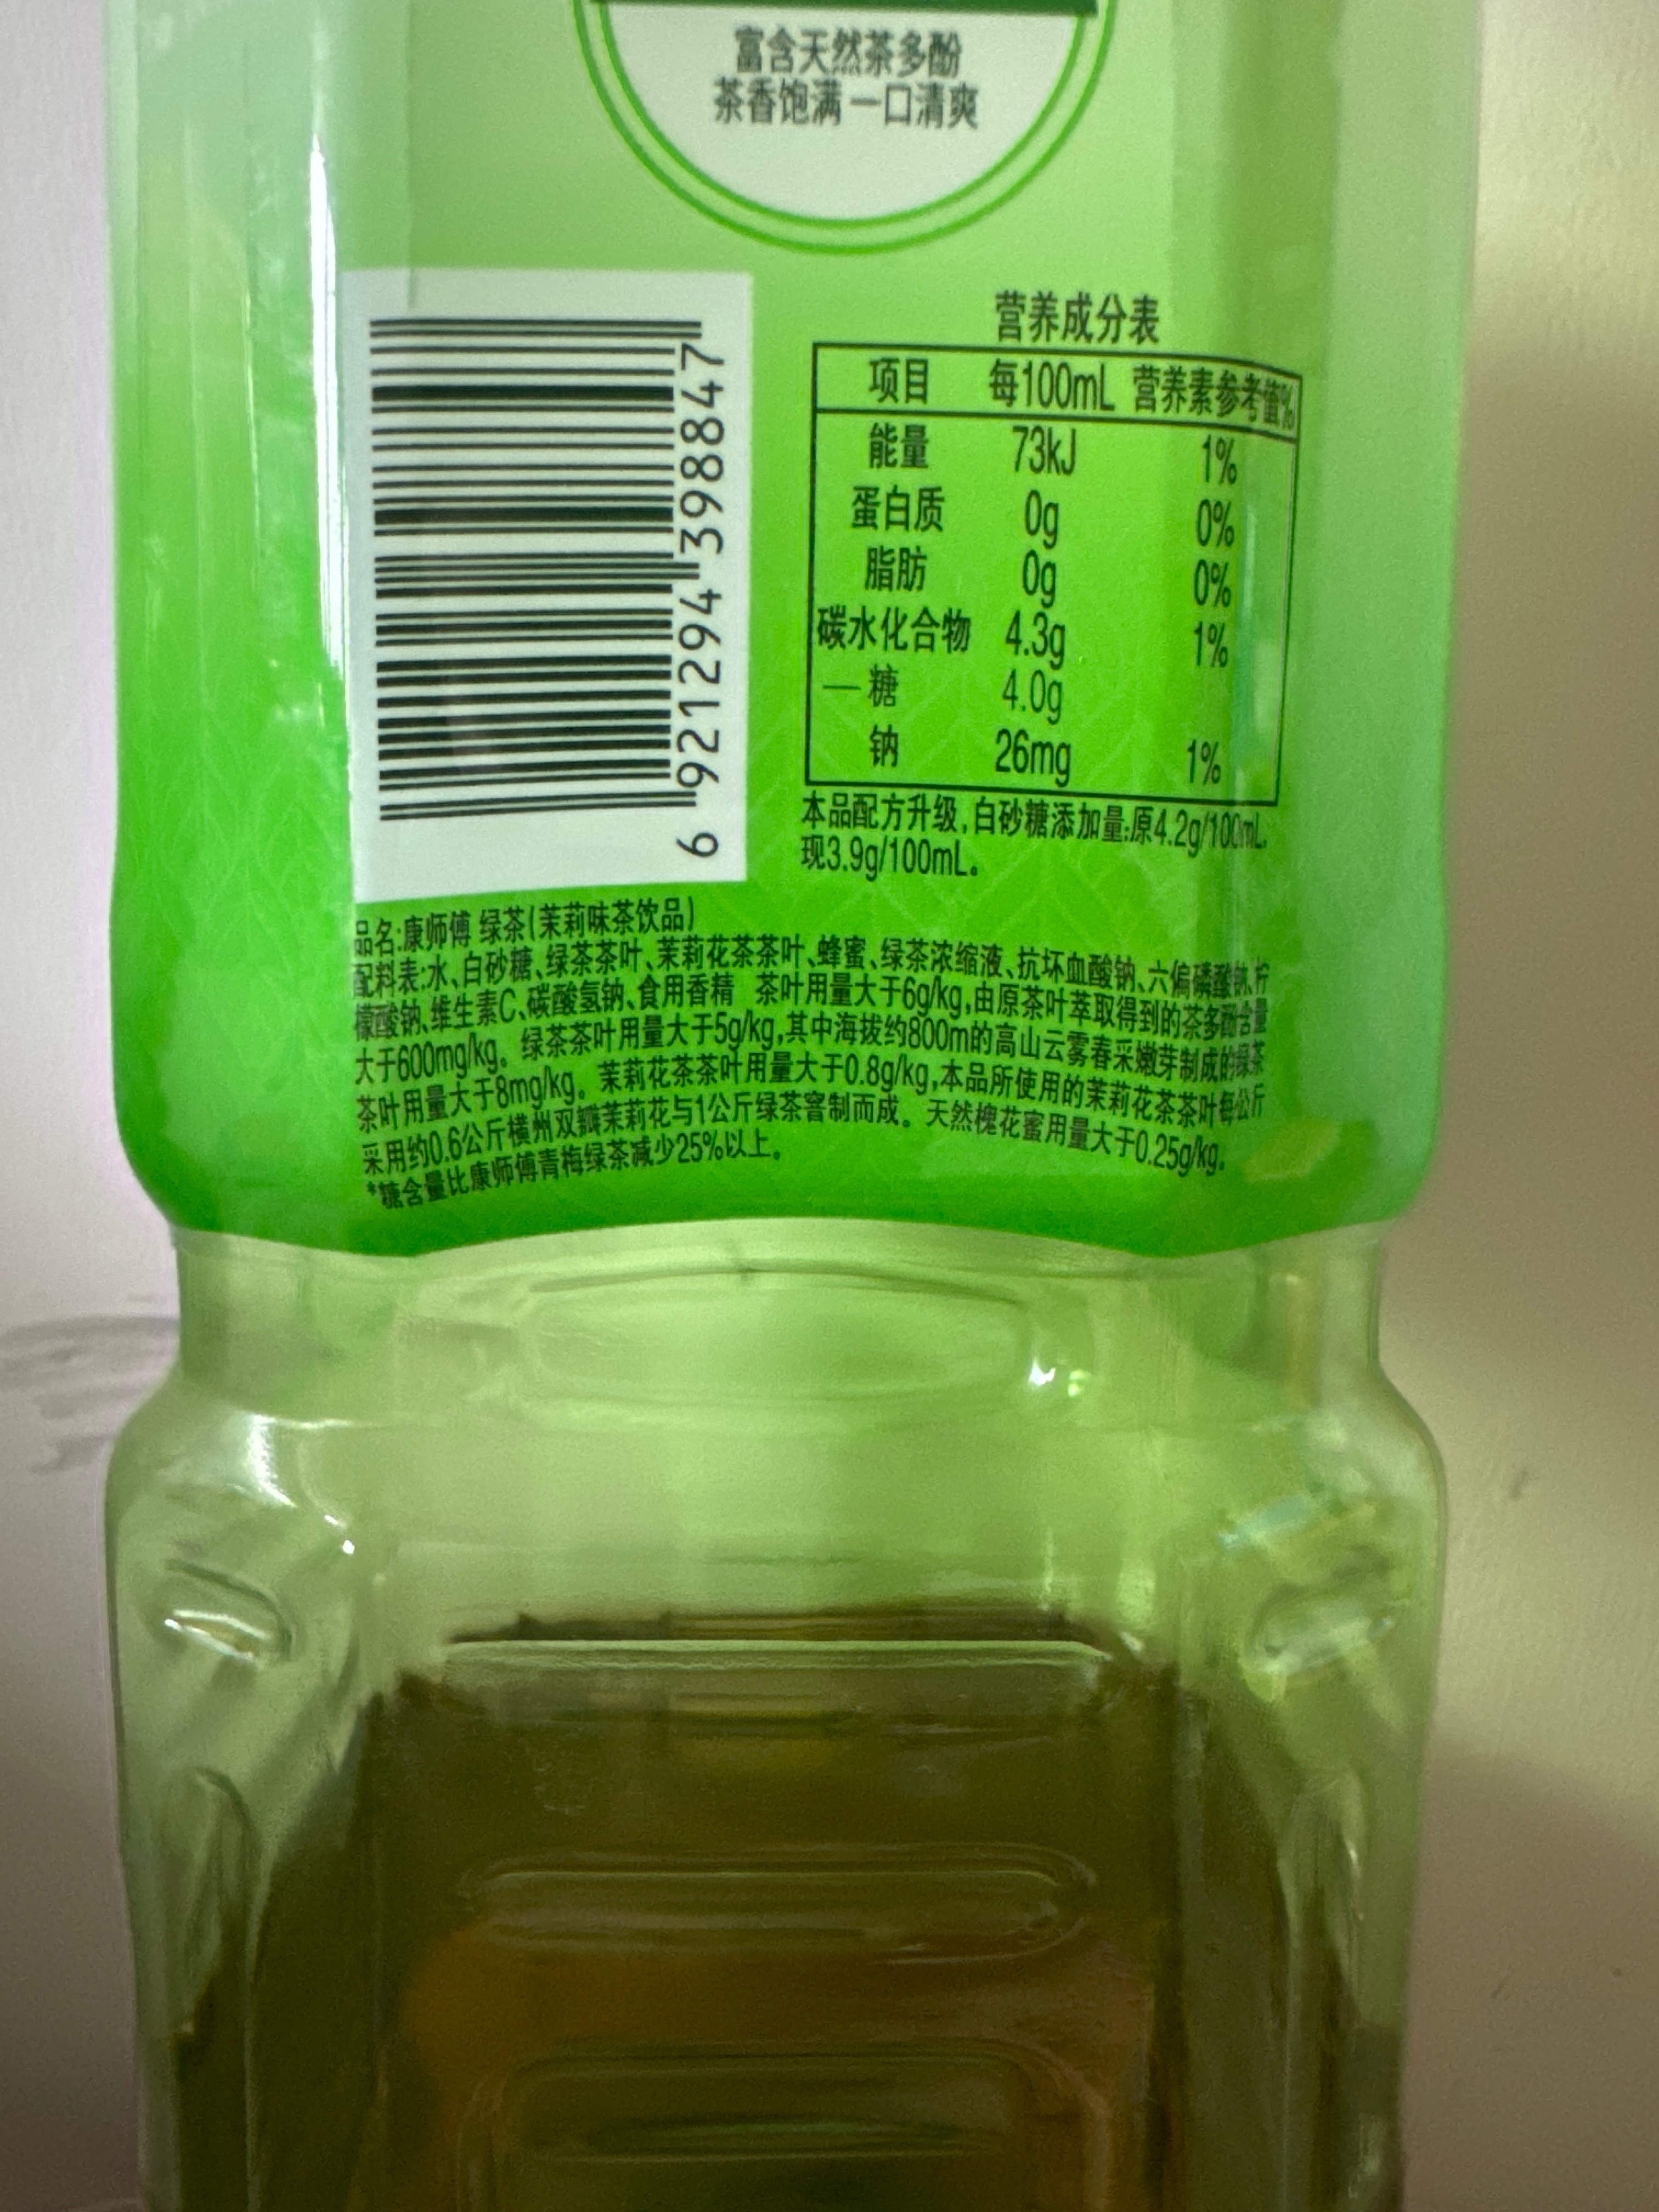 富含天然茶多酚
茶香饱满 一口清爽
6 921294 398847
营养成分表
项目 每100mL 营养素参考值%
能量 73kJ 1%
蛋白质 0g 0%
脂肪 0g 0%
碳水化合物 4.3g 1%
—糖 4.0g
钠 26mg 1%
本品配方升级,白砂糖添加量:原4.2g/100mL,
现3.9g/100mL。
品名:康师傅 绿茶(茉莉味茶饮品)
配料表:水、白砂糖、绿茶茶叶、茉莉花茶茶叶、蜂蜜、绿茶浓缩液、抗坏血酸钠、六偏磷酸钠、柠
檬酸钠、维生素C、碳酸氢钠、食用香精 茶叶用量大于6g/kg,由原茶叶萃取得到的茶多酚含量
大于600mg/kg。绿茶茶叶用量大于5g/kg,其中海拔约800m的高山云雾春采嫩芽制成的绿茶
茶叶用量大于8mg/kg。茉莉花茶茶叶用量大于0.8g/kg,本品所使用的茉莉花茶茶叶每公斤
采用约0.6公斤横州双瓣茉莉花与1公斤绿茶窨制而成。天然槐花蜜用量大于0.25g/kg。
*糖含量比康师傅青梅绿茶减少25%以上。